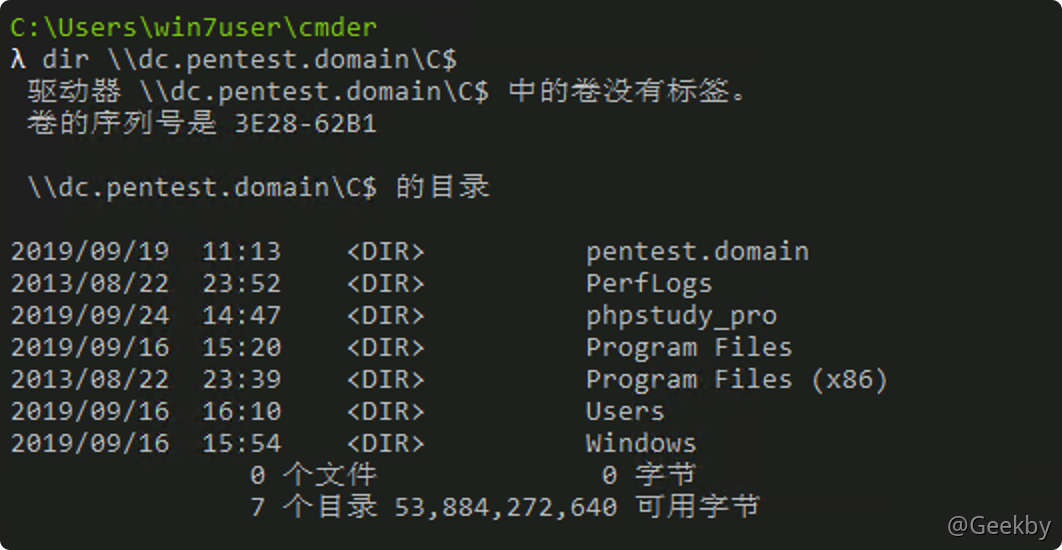 C:\Users\win7user\cmder
λ dir \\dc.pentest.domain\C$
驱动器 \\dc.pentest.domain\C$ 中的卷没有标签。
卷的序列号是 3E28-62B1
\\dc.pentest.domain\C$ 的目录
2019/09/19  11:13    <DIR>          pentest.domain
2013/08/22  23:52    <DIR>          PerfLogs
2019/09/24  14:47    <DIR>          phpstudy_pro
2019/09/16  15:20    <DIR>          Program Files
2013/08/22  23:39    <DIR>          Program Files (x86)
2019/09/16  16:10    <DIR>          Users
2019/09/16  15:54    <DIR>          Windows
0 个文件              0 字节
7 个目录 53,884,272,640 可用字节
@Geekby